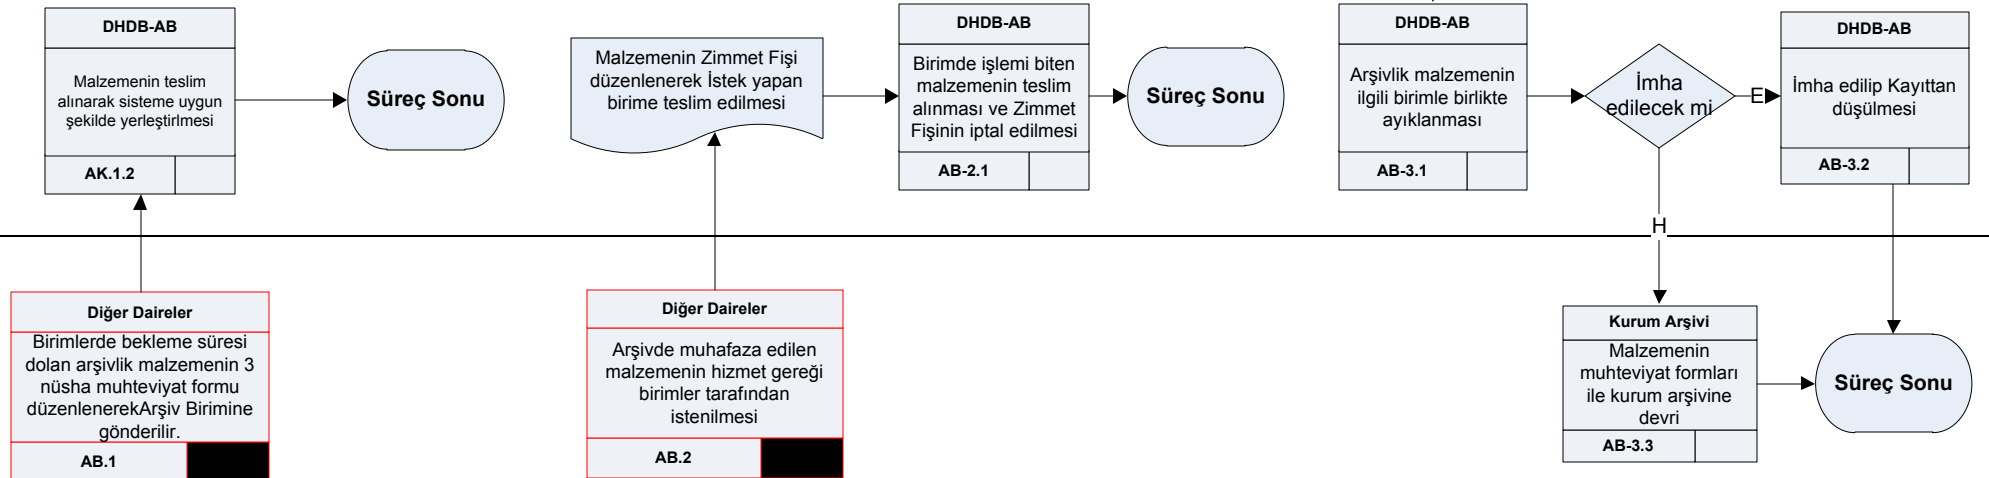 DHDB-AB
Malzemenin teslim
alınarak sisteme uygun
şekilde yerleştirlmesi
AK.1.2
Süreç Sonu
Malzemenin Zimmet Fişi
düzenlenerek İstek yapan
birime teslim edilmesi
DHDB-AB
Birimde işlemi biten
malzemenin teslim
alınması ve Zimmet
Fişinin iptal edilmesi
AB-2.1
Süreç Sonu
DHDB-AB
Arşivlik malzemenin
ilgili birimle birlikte
ayıklanması
AB-3.1
İmha
edilecek mi
E
DHDB-AB
İmha edilip Kayıttan
düşülmesi
AB-3.2
H
Diğer Daireler
Birimlerde bekleme süresi
dolan arşivlik malzemenin 3
nüsha muhteviyat formu
düzenlenerekArşiv Birimine
gönderilir.
AB.1
Diğer Daireler
Arşivde muhafaza edilen
malzemenin hizmet gereği
birimler tarafından
istenilmesi
AB.2
Kurum Arşivi
Malzemenin
muhteviyat formları
ile kurum arşivine
devri
AB-3.3
Süreç Sonu